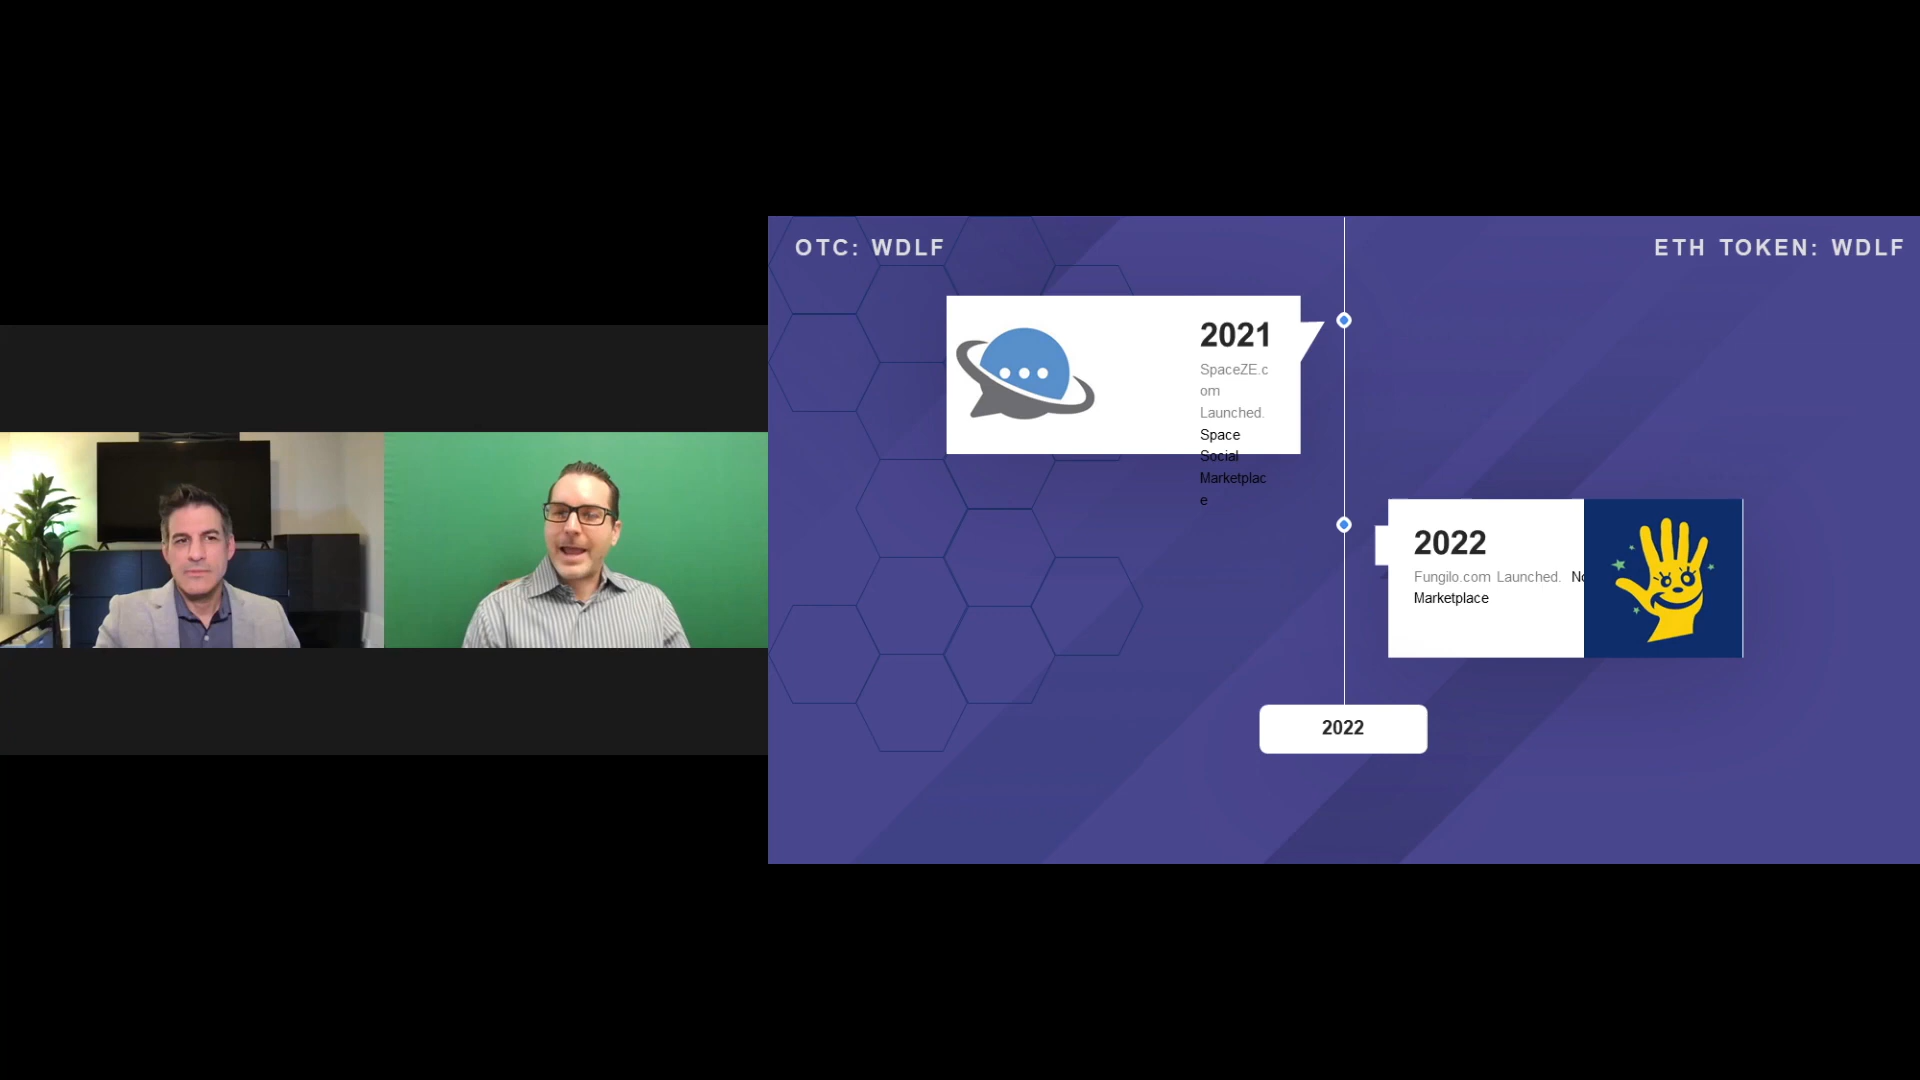 OTC: WDLF
ETH TOKEN: WDLF
2021
SpaceZE.c
om
Launched.
Space
Social
Marketplac
e
2022
Fungilo.com Launched.
Marketplace
2022